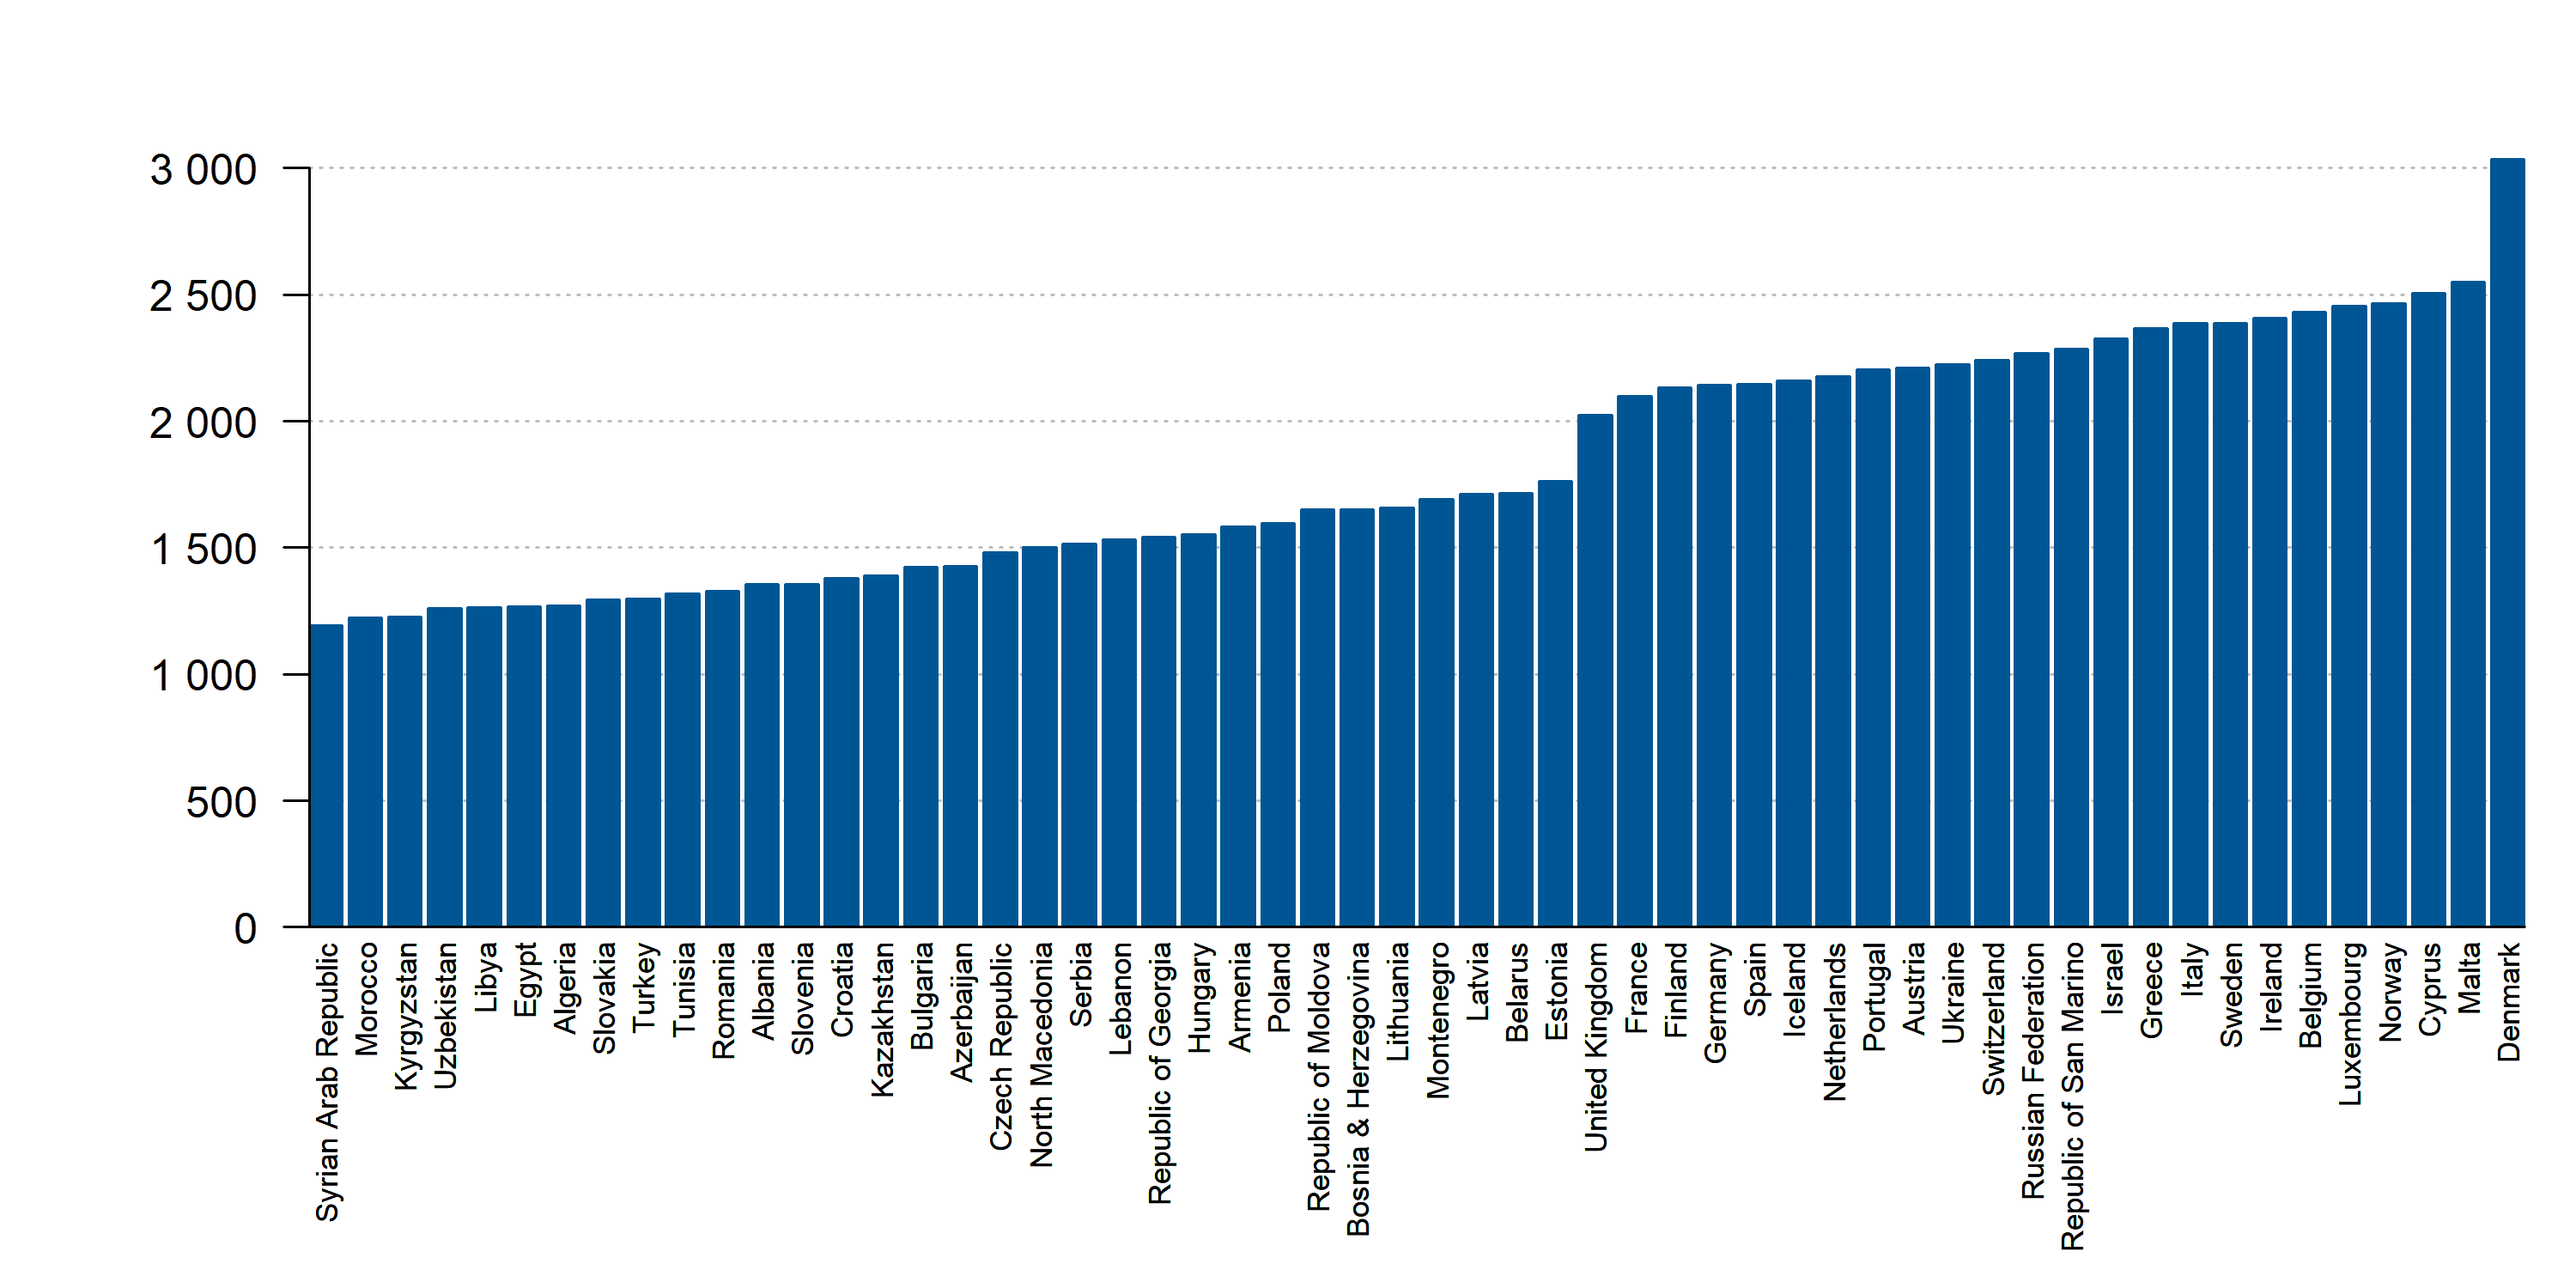 3 000
2 500
2 000
1 500
1 000
500
0
Syrian Arab Republic
Morocco
Kyrgyzstan
Uzbekistan
Libya
Egypt
Algeria
Slovakia
Turkey
Tunisia
Romania
Albania
Slovenia
Croatia
Kazakhstan
Bulgaria
Azerbaijan
Czech Republic
North Macedonia
Serbia
Lebanon
Republic of Georgia
Hungary
Armenia
Poland
Republic of Moldova
Bosnia & Herzegovina
Lithuania
Montenegro
Latvia
Belarus
Estonia
United Kingdom
France
Finland
Germany
Spain
Iceland
Netherlands
Portugal
Austria
Ukraine
Switzerland
Russian Federation
Republic of San Marino
Israel
Greece
Italy
Sweden
Ireland
Belgium
Luxembourg
Norway
Cyprus
Malta
Denmark